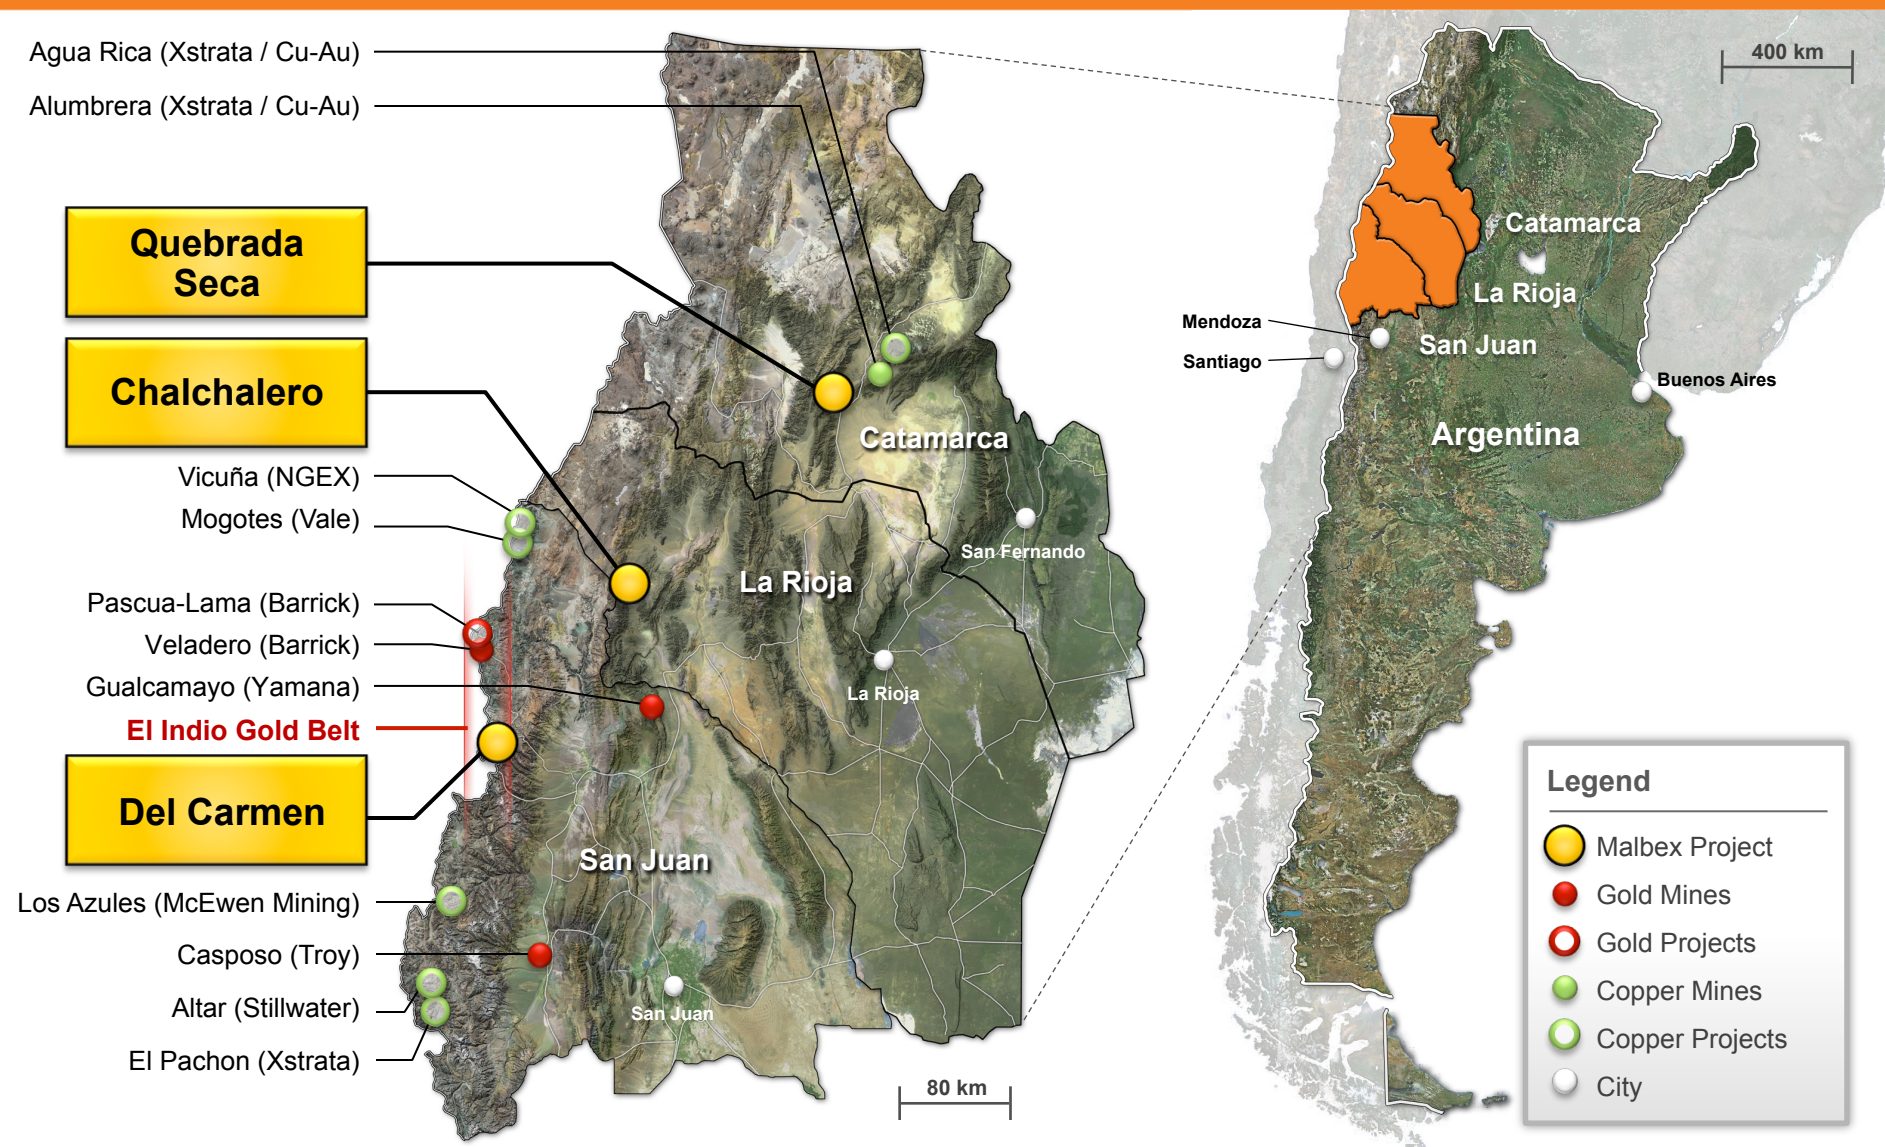 Agua Rica (Xstrata / Cu-Au)
Alumbrera (Xstrata / Cu-Au)
Quebrada
Seca
Chalchalero
Vicuña (NGEX)
Mogotes (Vale)
Pascua-Lama (Barrick)
Veladero (Barrick)
Gualcamayo (Yamana)
El Indio Gold Belt
Del Carmen
Los Azules (McEwen Mining)
Casposo (Troy)
Altar (Stillwater)
El Pachon (Xstrata)
Catamarca
San Fernando
La Rioja
La Rioja
San Juan
San Juan
80 km
400 km
Catamarca
La Rioja
Mendoza
San Juan
Santiago
Buenos Aires
Argentina
Legend
Malbex Project
Gold Mines
Gold Projects
Copper Mines
Copper Projects
City